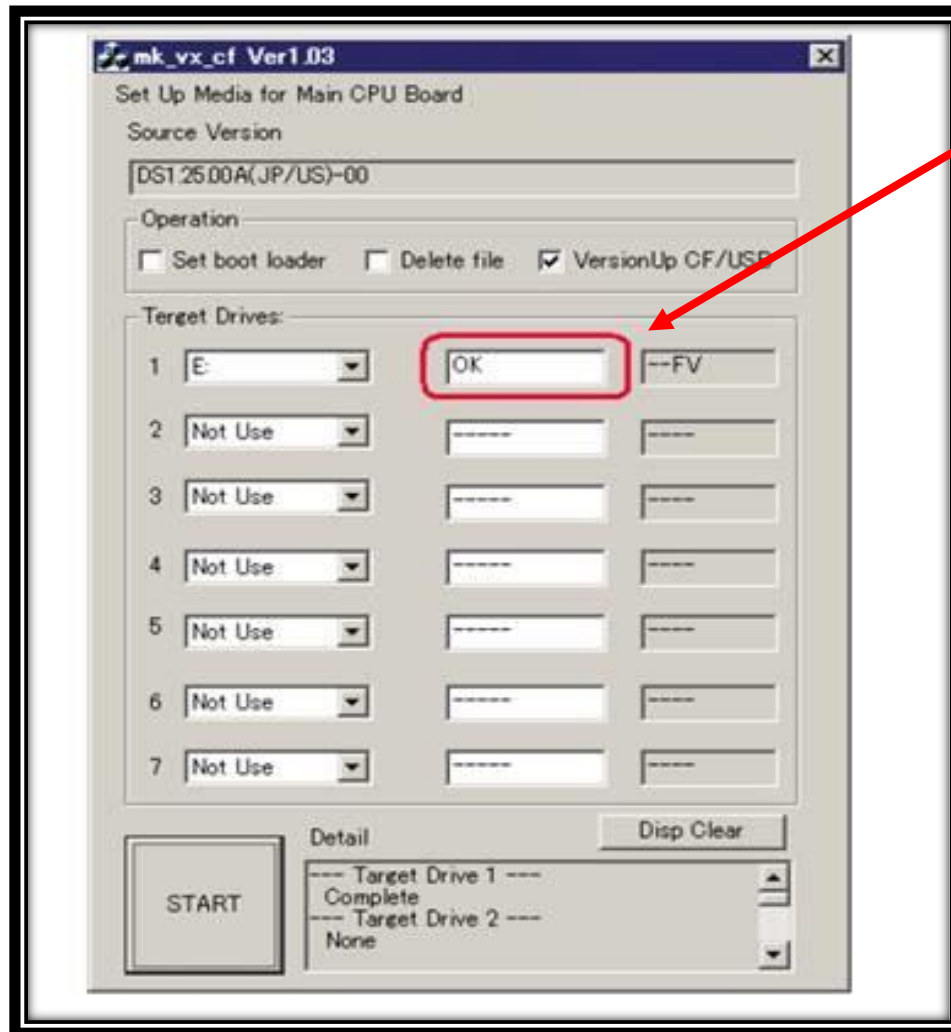 mk_vx_cf Ver1.03
Set Up Media for Main CPU Board
Source Version
DS1.25.00A(JP/US)-00
Operation
Set boot loader Delete file VersionUp CF/USB
Terget Drives:
1 E: OK --FV
2 Not Use ----- ----
3 Not Use ----- ----
4 Not Use ----- ----
5 Not Use ----- ----
6 Not Use ----- ----
7 Not Use ----- ----
START
Detail
Disp Clear
--- Target Drive 1 ---
Complete
--- Target Drive 2 ---
None